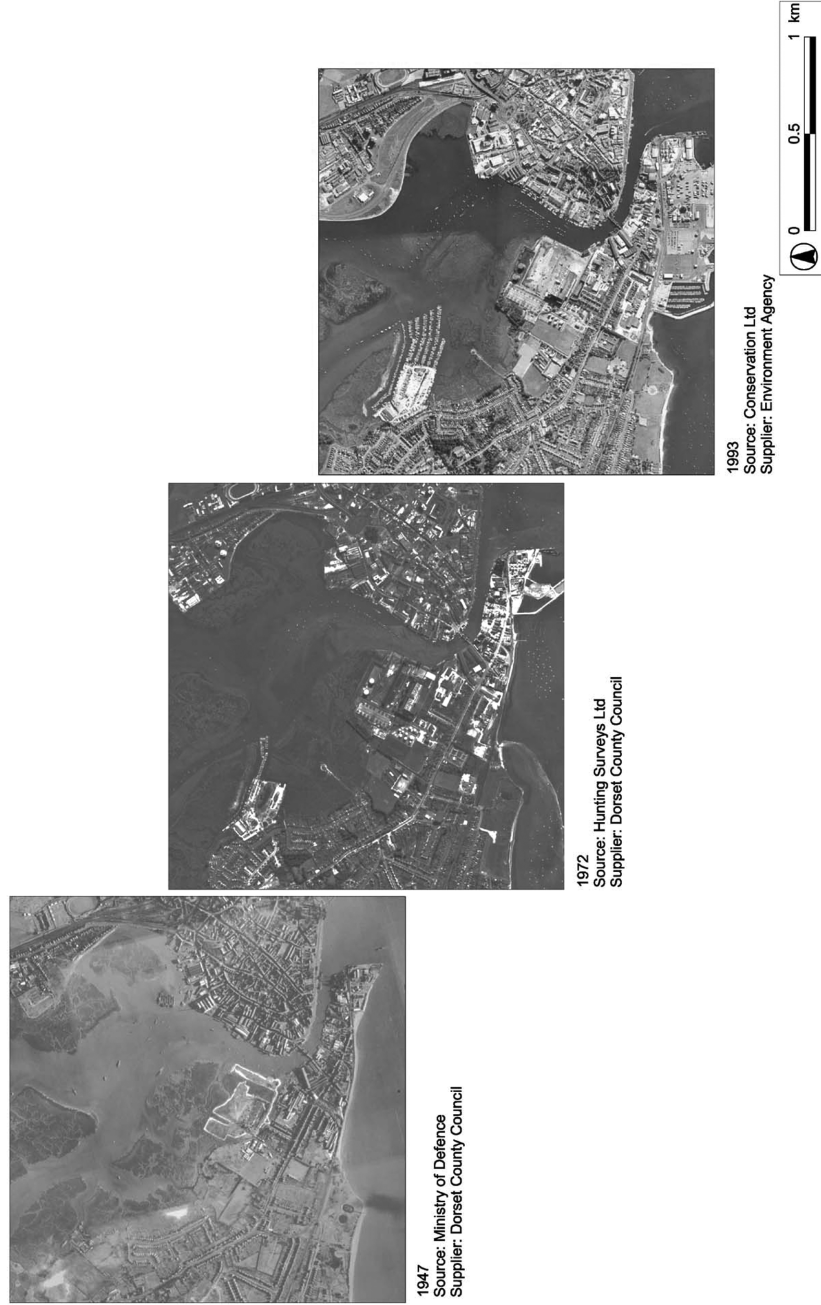 1947
Source: Ministry of Defence
Supplier: Dorset County Council
1972
Source: Hunting Surveys Ltd
Supplier: Dorset County Council
1993
Source: Conservation Ltd
Supplier: Environment Agency
0 0.5 1 km